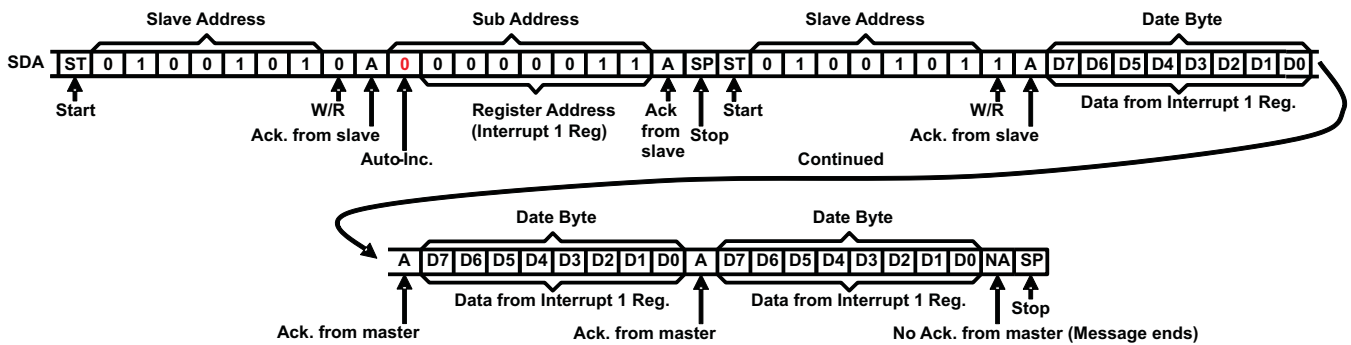 Slave Address Sub Address Slave Address Date Byte
SDA ST 0 1 0 0 1 0 1 0 A 0 0 0 0 0 0 1 1 A SP ST 0 1 0 0 1 0 1 1 A D7 D6 D5 D4 D3 D2 D1 D0
Start W/R Register Address Ack Start W/R Data from Interrupt 1 Reg.
Ack. from slave (Interrupt 1 Reg) from Stop Ack. from slave
slave
Auto-Inc. Continued
Date Byte Date Byte
A D7 D6 D5 D4 D3 D2 D1 D0 A D7 D6 D5 D4 D3 D2 D1 D0 NA SP
Data from Interrupt 1 Reg. Data from Interrupt 1 Reg. Stop
Ack. from master Ack. from master No Ack. from master (Message ends)